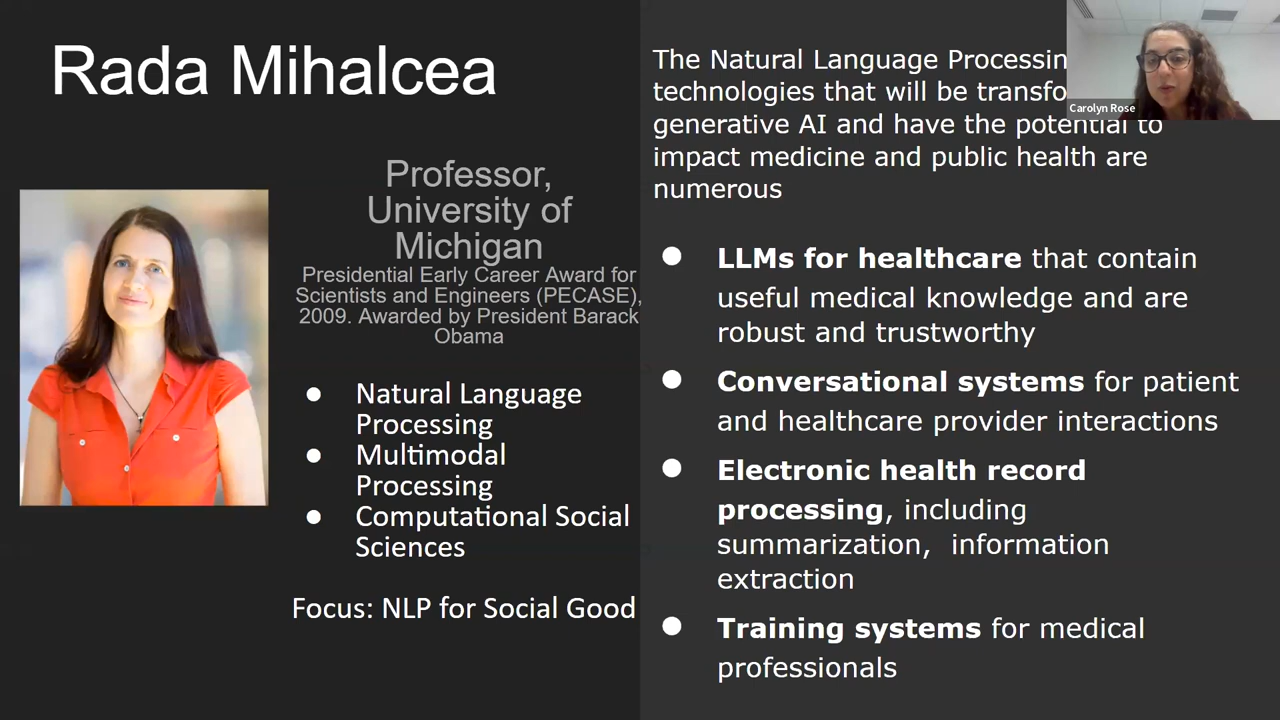 Rada Mihalcea
Professor,
University of
Michigan
Presidential Early Career Award for
Scientists and Engineers (PECASE),
2009. Awarded by President Barack
Obama
● Natural Language
Processing
● Multimodal
Processing
● Computational Social
Sciences
Focus: NLP for Social Good
The Natural Language Processin
technologies that will be transfo
generative AI and have the potential to
impact medicine and public health are
numerous
● LLMs for healthcare that contain
useful medical knowledge and are
robust and trustworthy
● Conversational systems for patient
and healthcare provider interactions
● Electronic health record
processing, including
summarization, information
extraction
● Training systems for medical
professionals
Carolyn Rose